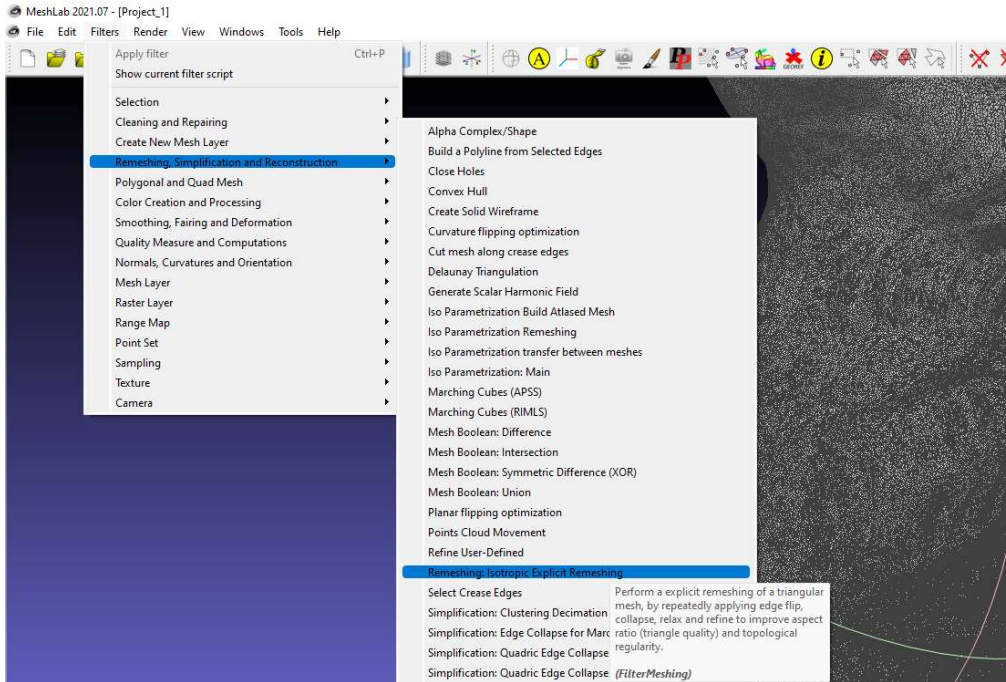 MeshLab 2021.07 - [Project_1]
File Edit Filters Render View Windows Tools Help
Apply filter Ctrl+P
Show current filter script
Selection
Cleaning and Repairing
Create New Mesh Layer
Remeshing, Simplification and Reconstruction
Polygonal and Quad Mesh
Color Creation and Processing
Smoothing, Fairing and Deformation
Quality Measure and Computations
Normals, Curvatures and Orientation
Mesh Layer
Raster Layer
Range Map
Point Set
Sampling
Texture
Camera
Alpha Complex/Shape
Build a Polyline from Selected Edges
Close Holes
Convex Hull
Create Solid Wireframe
Curvature flipping optimization
Cut mesh along crease edges
Delaunay Triangulation
Generate Scalar Harmonic Field
Iso Parametrization Build Atlased Mesh
Iso Parametrization Remeshing
Iso Parametrization transfer between meshes
Iso Parametrization: Main
Marching Cubes (APSS)
Marching Cubes (RIMLS)
Mesh Boolean: Difference
Mesh Boolean: Intersection
Mesh Boolean: Symmetric Difference (XOR)
Mesh Boolean: Union
Planar flipping optimization
Points Cloud Movement
Refine User-Defined
Remeshing: Isotropic Explicit Remeshing
Select Crease Edges
Simplification: Clustering Decimation
Simplification: Edge Collapse for Marc
Simplification: Quadric Edge Collapse
Simplification: Quadric Edge Collapse
Perform a explicit remeshing of a triangular
mesh, by repeatedly applying edge flip,
collapse, relax and refine to improve aspect
ratio (triangle quality) and topological
regularity.
(FilterMeshing)
A
GEOREF
i